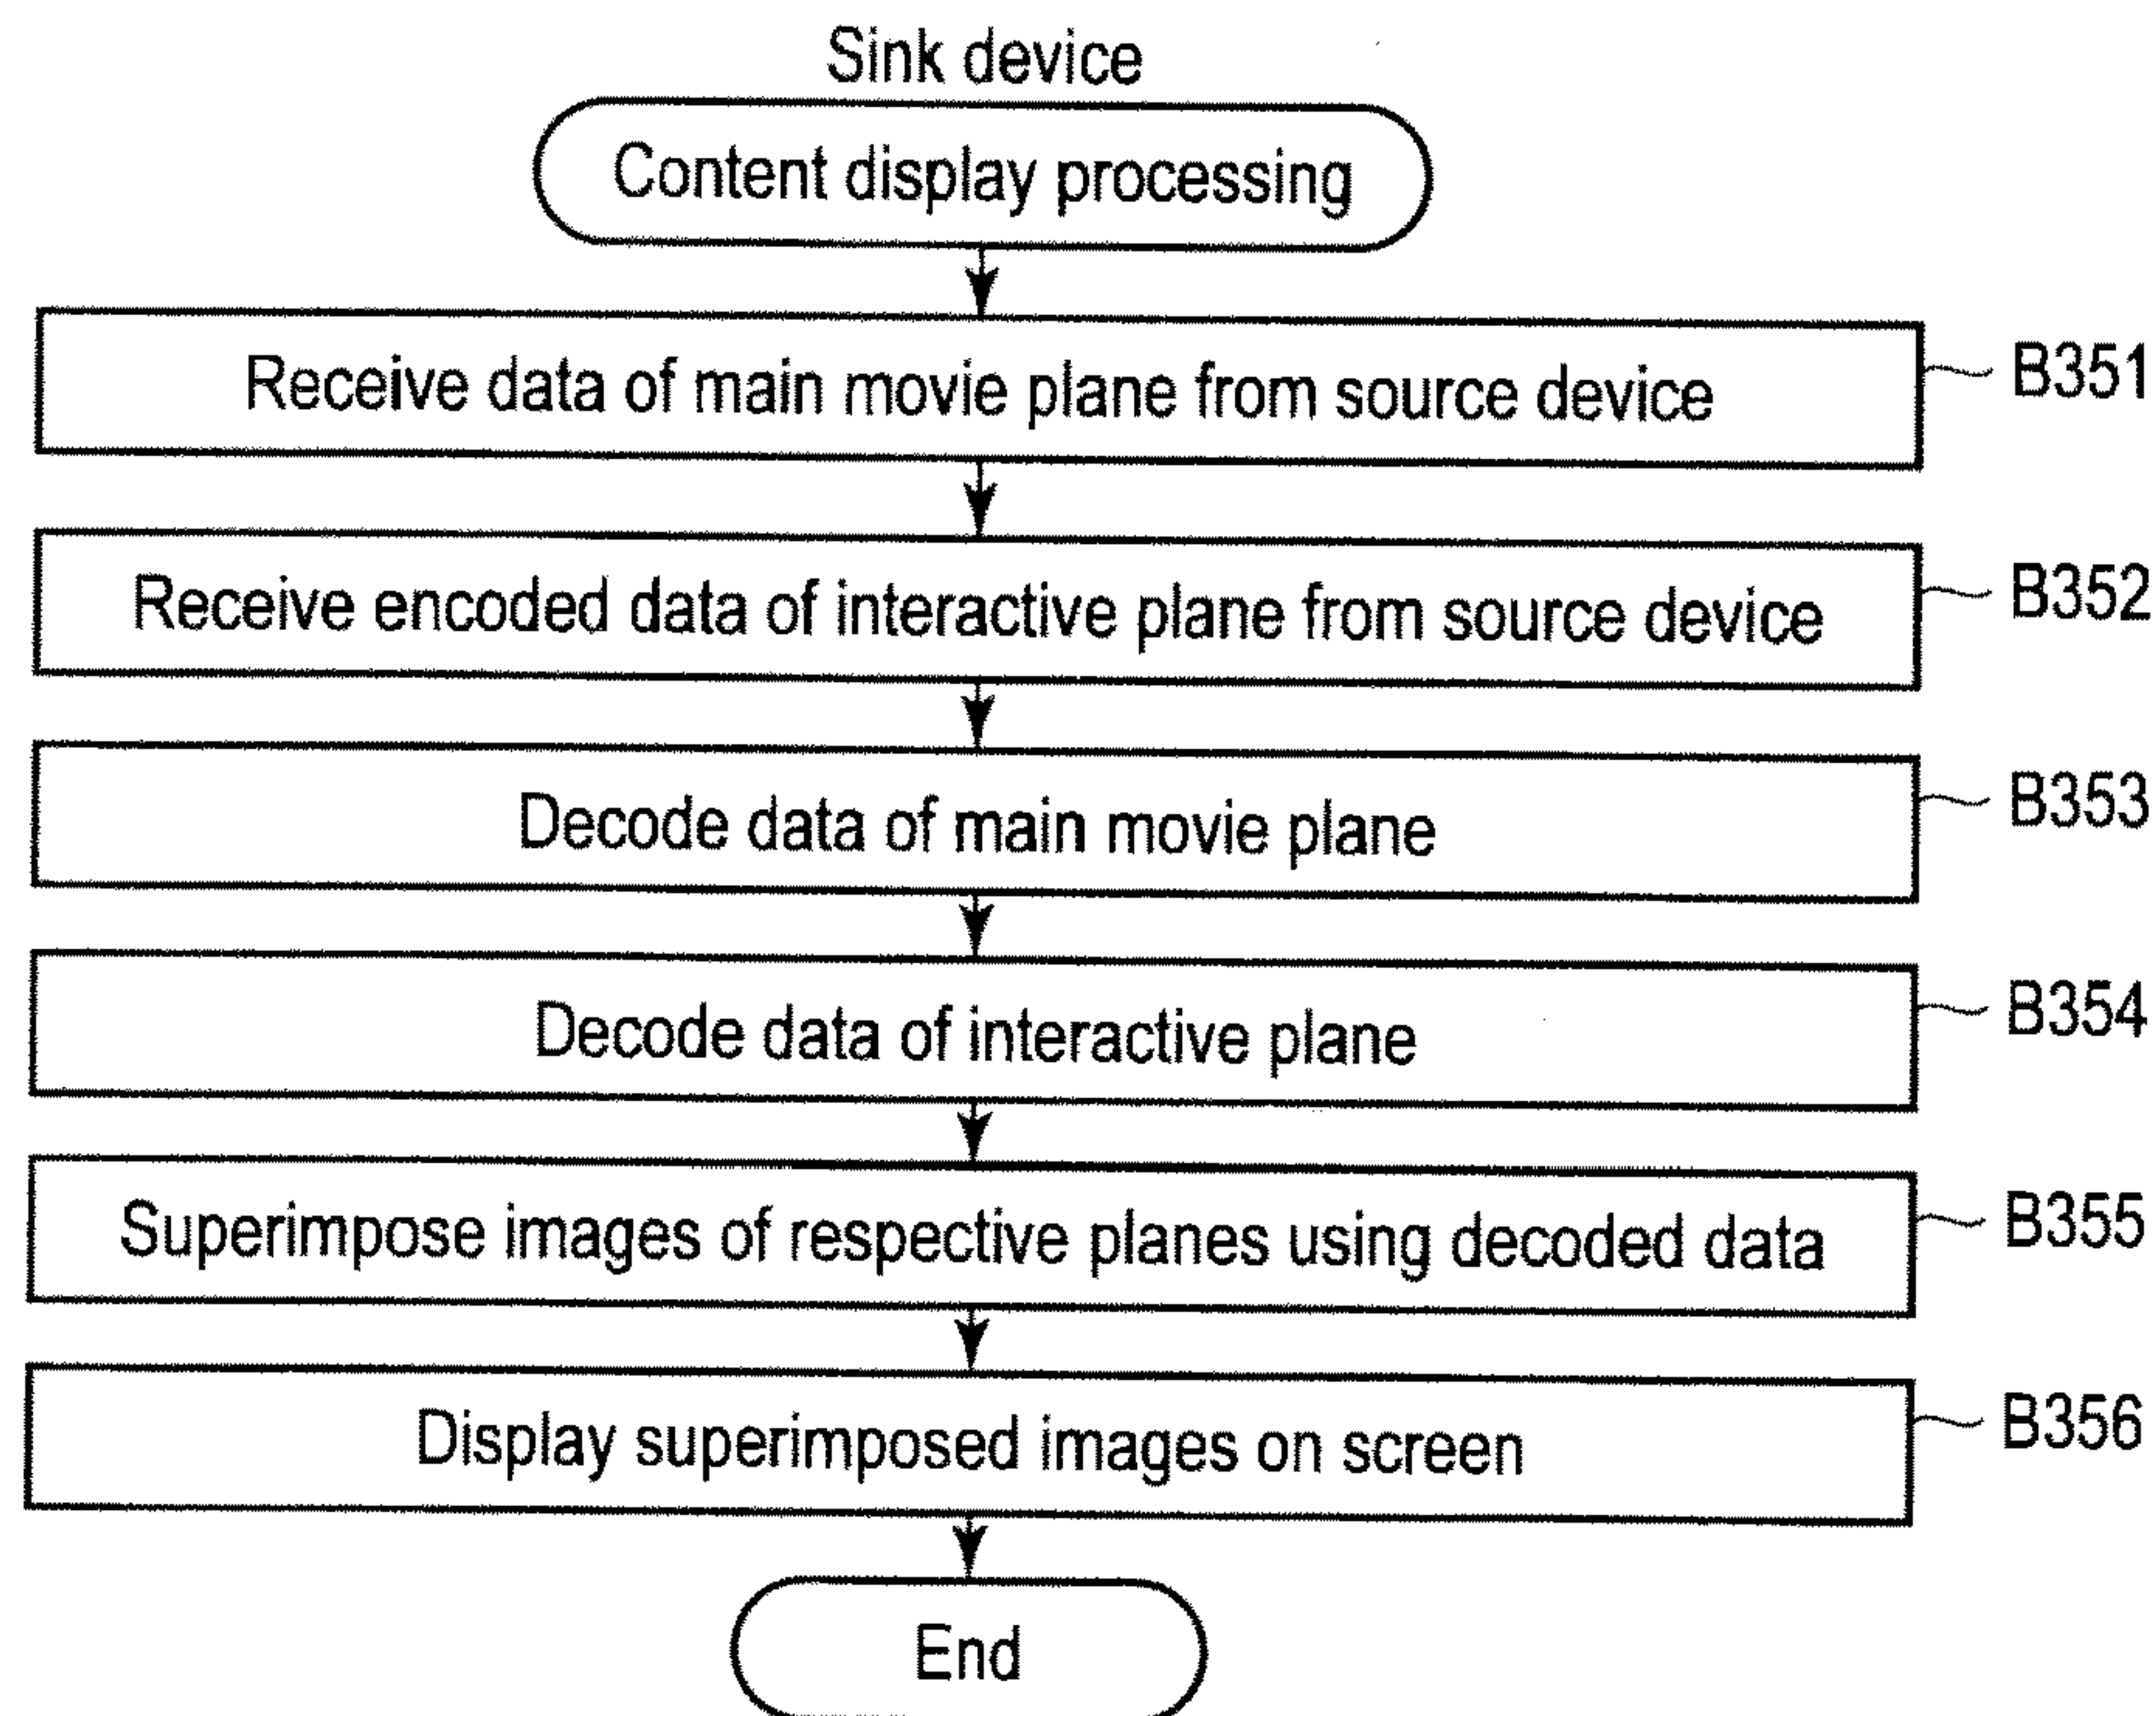 Sink device
Content display processing
Receive data of main movie plane from source device
B351
Receive encoded data of interactive plane from source device
B352
Decode data of main movie plane
B353
Decode data of interactive plane
B354
Superimpose images of respective planes using decoded data
B355
Display superimposed images on screen
B356
End